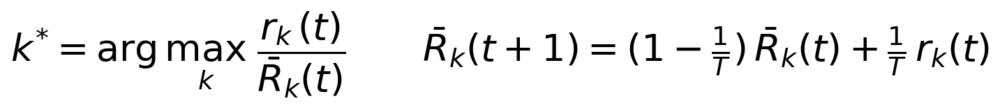 k* = arg max_k r_k(t) / R̄_k(t)    R̄_k(t + 1) = (1 − 1/T) R̄_k(t) + 1/T r_k(t)